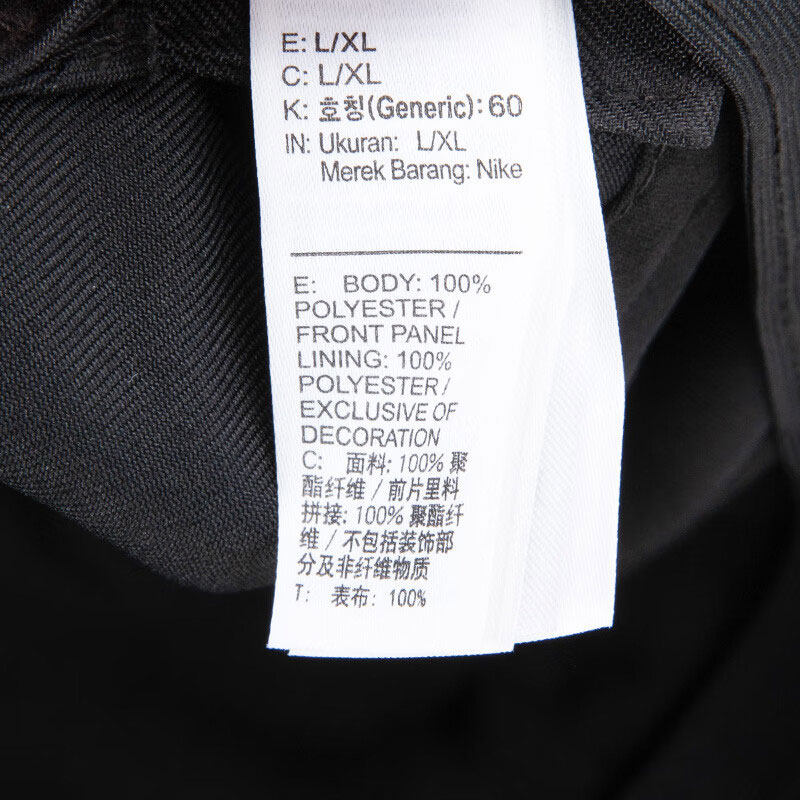 E: L/XL
C: L/XL
K: 호칭(Generic): 60
IN: Ukuran: L/XL
Merek Barang: Nike
E: BODY: 100%
POLYESTER /
FRONT PANEL
LINING: 100%
POLYESTER /
EXCLUSIVE OF
DECORATION
C: 面料: 100% 聚
酯纤维 / 前片里料
拼接: 100% 聚酯纤
维 / 不包括装饰部
分及非纤维物质
T: 表布: 100%